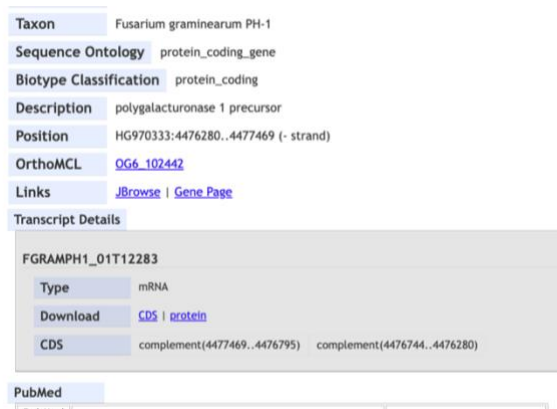 Taxon Fusarium graminearum PH-1
Sequence Ontology protein_coding_gene
Biotype Classification protein_coding
Description polygalacturonase 1 precursor
Position HG970333:4476280..4477469 (- strand)
OrthoMCL OG6_102442
Links JBrowse | Gene Page
Transcript Details
FGRAMPH1_01T12283
Type mRNA
Download CDS | protein
CDS complement(4477469..4476795) complement(4476744..4476280)
PubMed